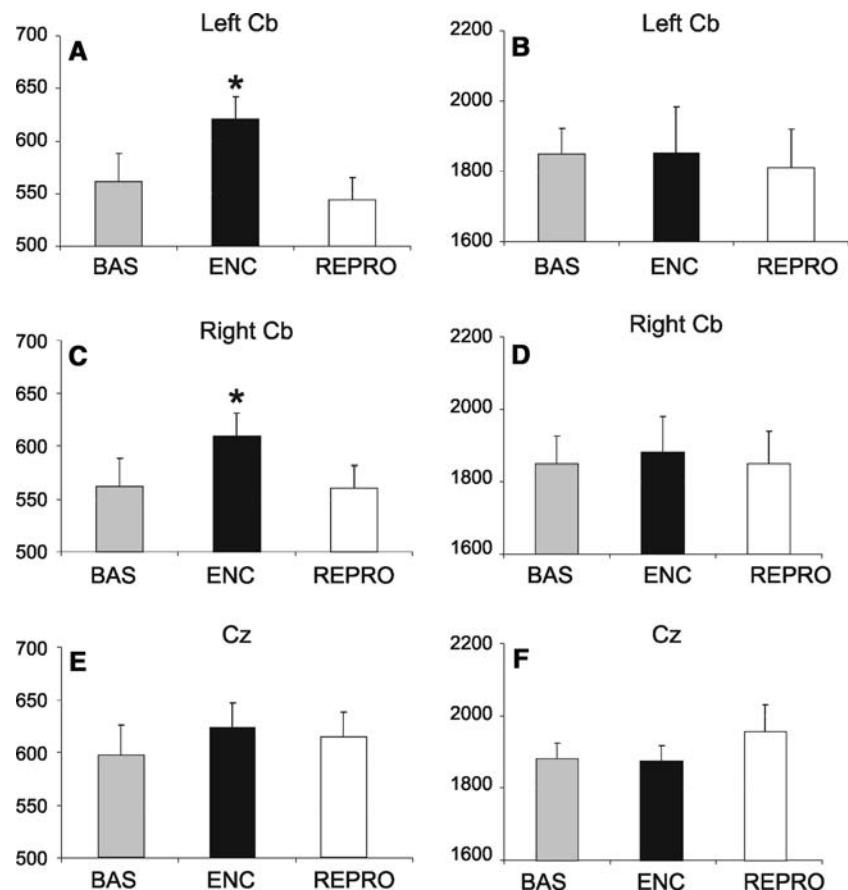 Left Cb
A
700
650
600
550
500
*
BAS ENC REPRO
Left Cb
B
2200
2000
1800
1600
BAS ENC REPRO
Right Cb
C
700
650
600
550
500
*
BAS ENC REPRO
Right Cb
D
2200
2000
1800
1600
BAS ENC REPRO
Cz
E
700
650
600
550
500
BAS ENC REPRO
Cz
F
2200
2000
1800
1600
BAS ENC REPRO